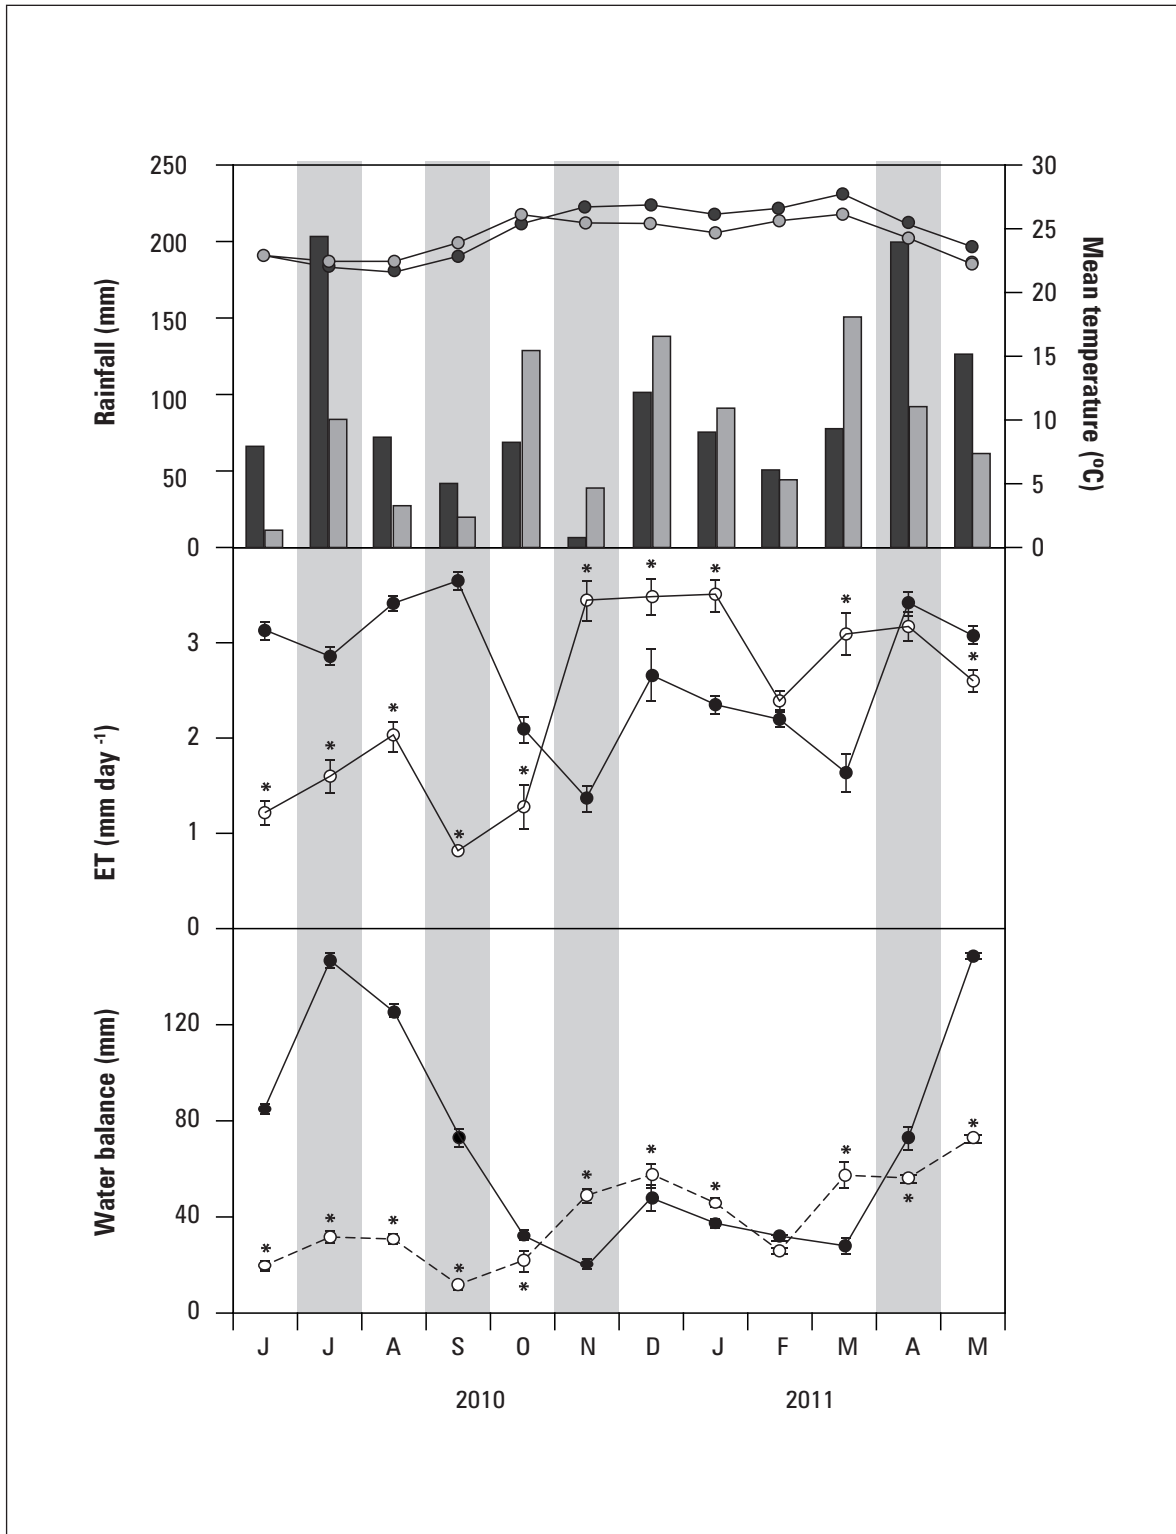 250
200
150
100
50
0
Rainfall (mm)
30
25
20
15
10
5
0
Mean temperature (ºC)
* * * *
* * * * * *
3
2
1
0
ET (mm day -1)
120
80
40
0
Water balance (mm)
* * * * * * * * * * *
J J A S O N D J F M A M
2010 2011